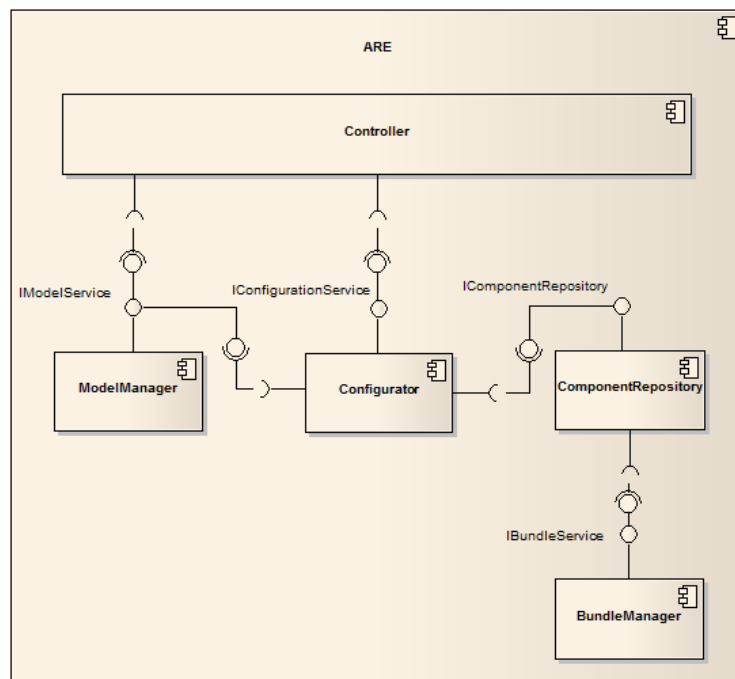 ARE
Controller
IModelService
IConfigurationService
IComponentRepository
ModelManager
Configurator
ComponentRepository
IBundleService
BundleManager